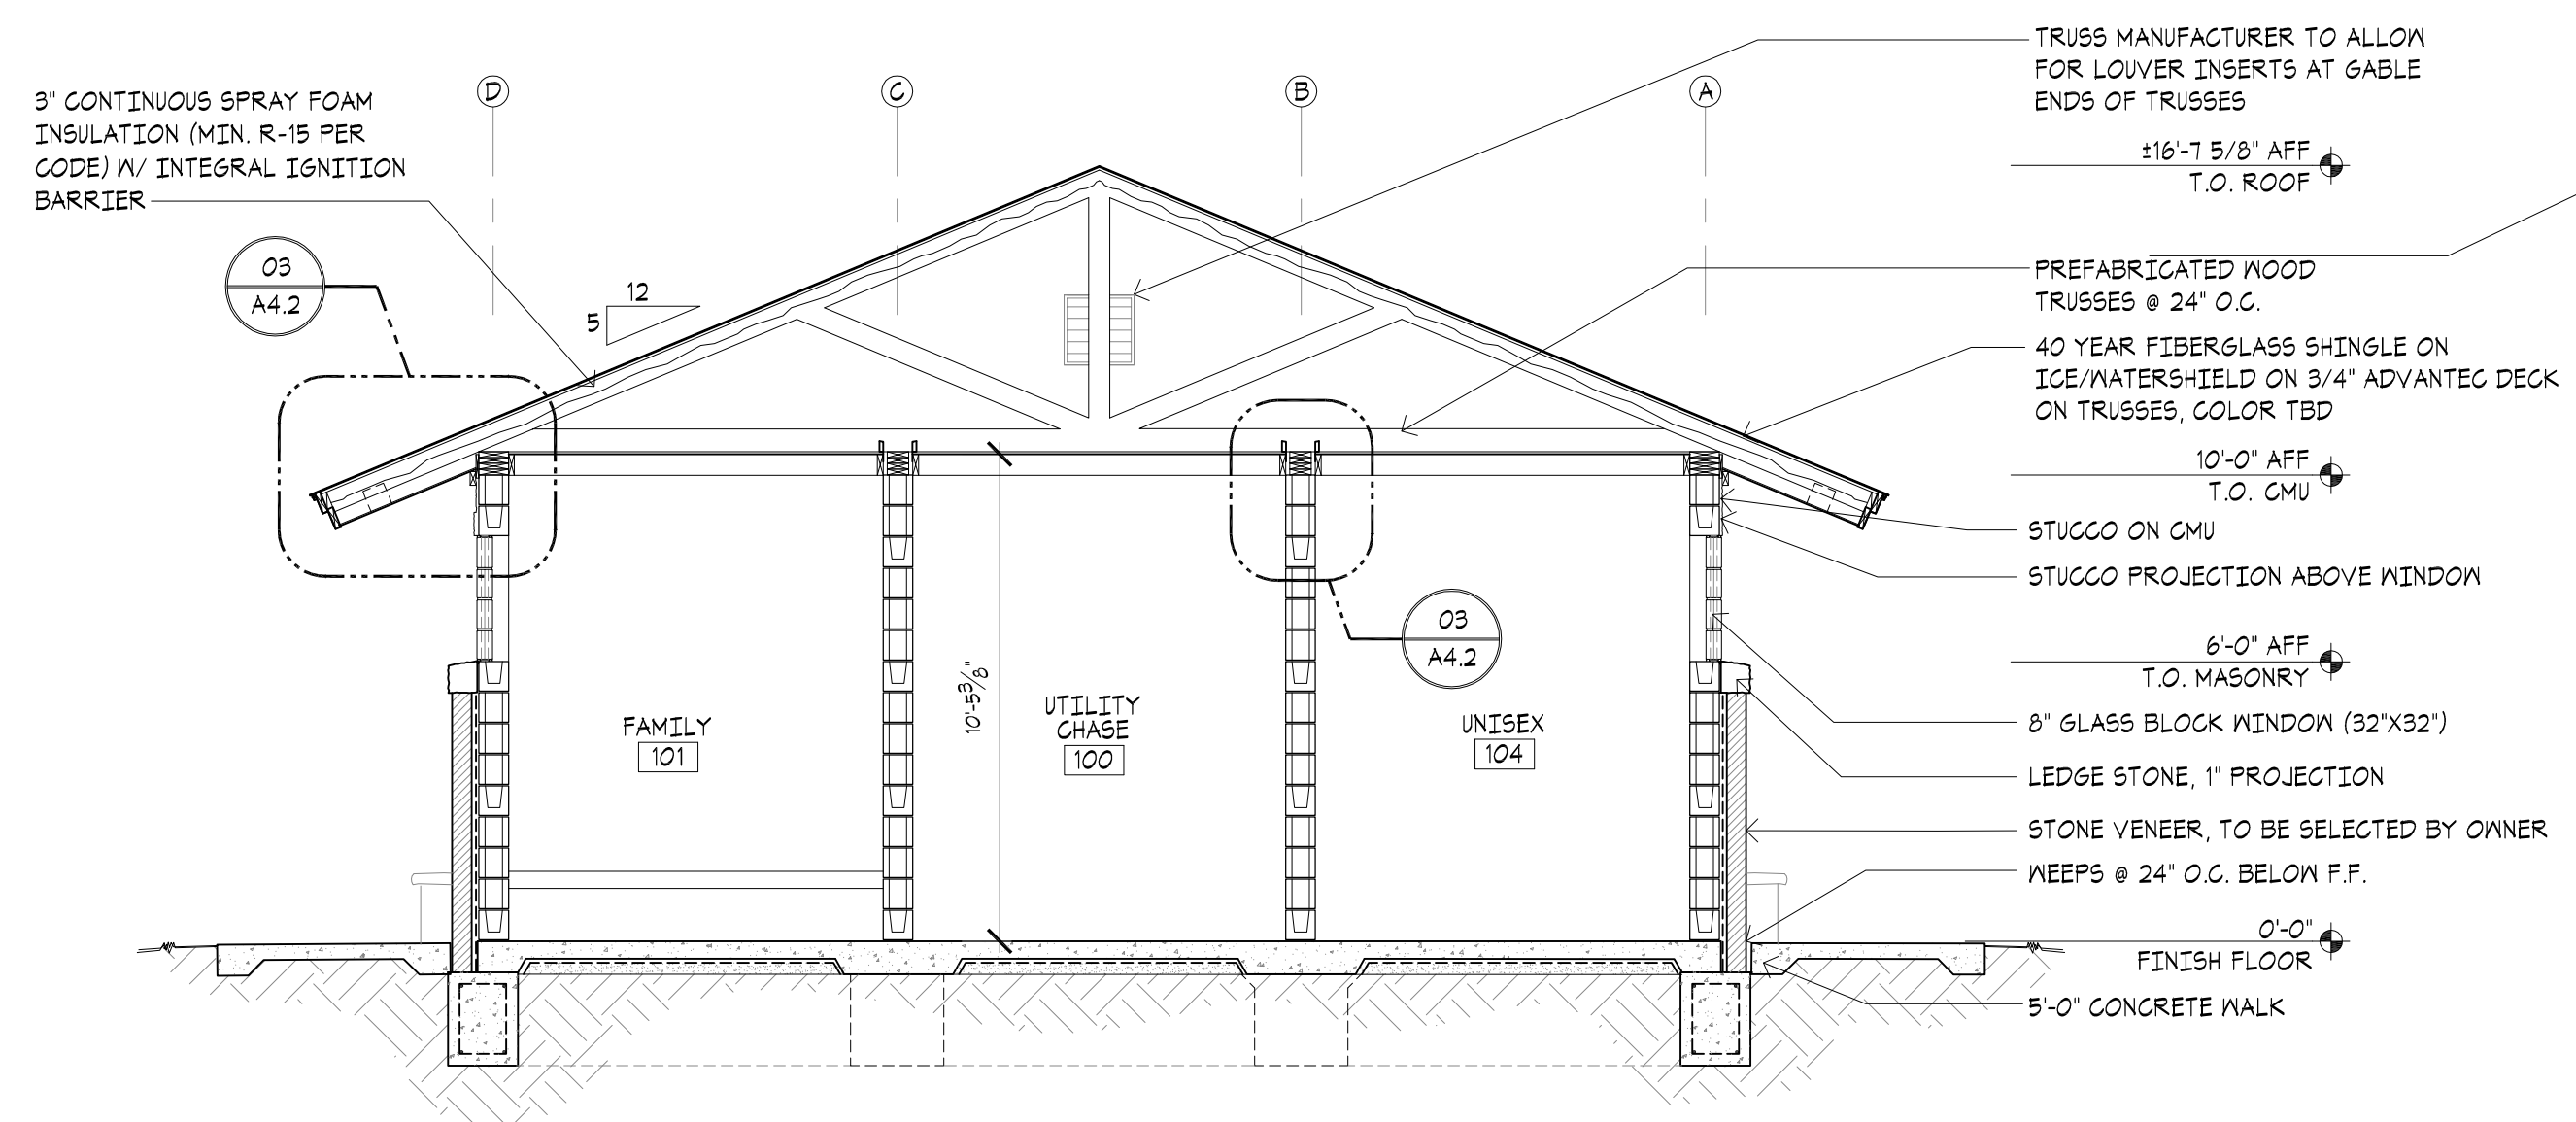 TRUSS MANUFACTURER TO ALLOW
FOR LOUVER INSERTS AT GABLE
ENDS OF TRUSSES
D
C
B
A
3" CONTINUOUS SPRAY FOAM
INSULATION (MIN. R-15 PER
CODE) W/ INTEGRAL IGNITION
BARRIER
±16'-7 5/8" AFF
T.O. ROOF
03
A4.2
12
5
PREFABRICATED WOOD
TRUSSES @ 24" O.C.
40 YEAR FIBERGLASS SHINGLE ON
ICE/WATERSHIELD ON 3/4" ADVANTEC DECK
ON TRUSSES, COLOR TBD
10'-0" AFF
T.O. CMU
STUCCO ON CMU
STUCCO PROJECTION ABOVE WINDOW
03
A4.2
6'-0" AFF
T.O. MASONRY
10'-5 3/8"
FAMILY
101
UTILITY
CHASE
100
UNISEX
104
8" GLASS BLOCK WINDOW (32"X32")
LEDGE STONE, 1" PROJECTION
STONE VENEER, TO BE SELECTED BY OWNER
WEEPS @ 24" O.C. BELOW F.F.
0'-0"
FINISH FLOOR
5'-0" CONCRETE WALK